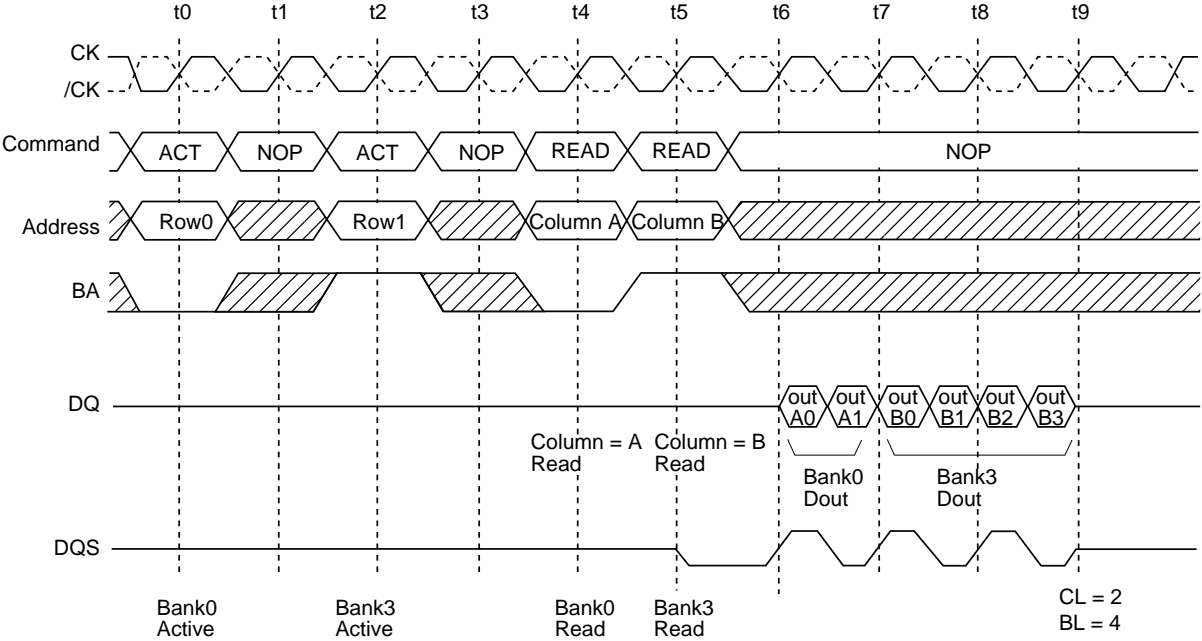 t0 t1 t2 t3 t4 t5 t6 t7 t8 t9
CK
/CK
Command ACT NOP ACT NOP READ READ NOP
Address Row0 Row1 Column A Column B
BA
DQ out out out out out out
A0 A1 B0 B1 B2 B3
Column = A Column = B
Read Read
Bank0 Bank3
Dout Dout
DQS
Bank0 Bank3 Bank0 Bank3 CL = 2
Active Active Read Read BL = 4